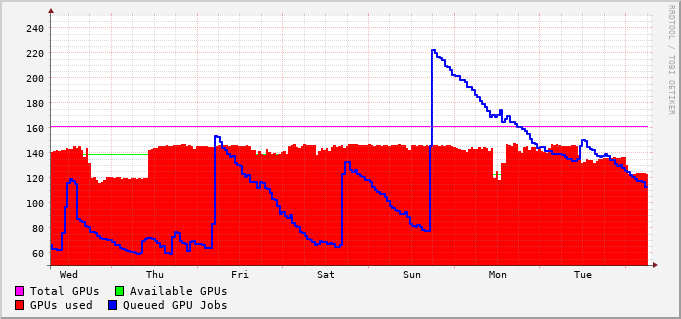 RRDTOOL / TOBI OETIKER
240
220
200
180
160
140
120
100
80
60
Wed Thu Fri Sat Sun Mon Tue
Total GPUs Available GPUs
GPUs used Queued GPU Jobs